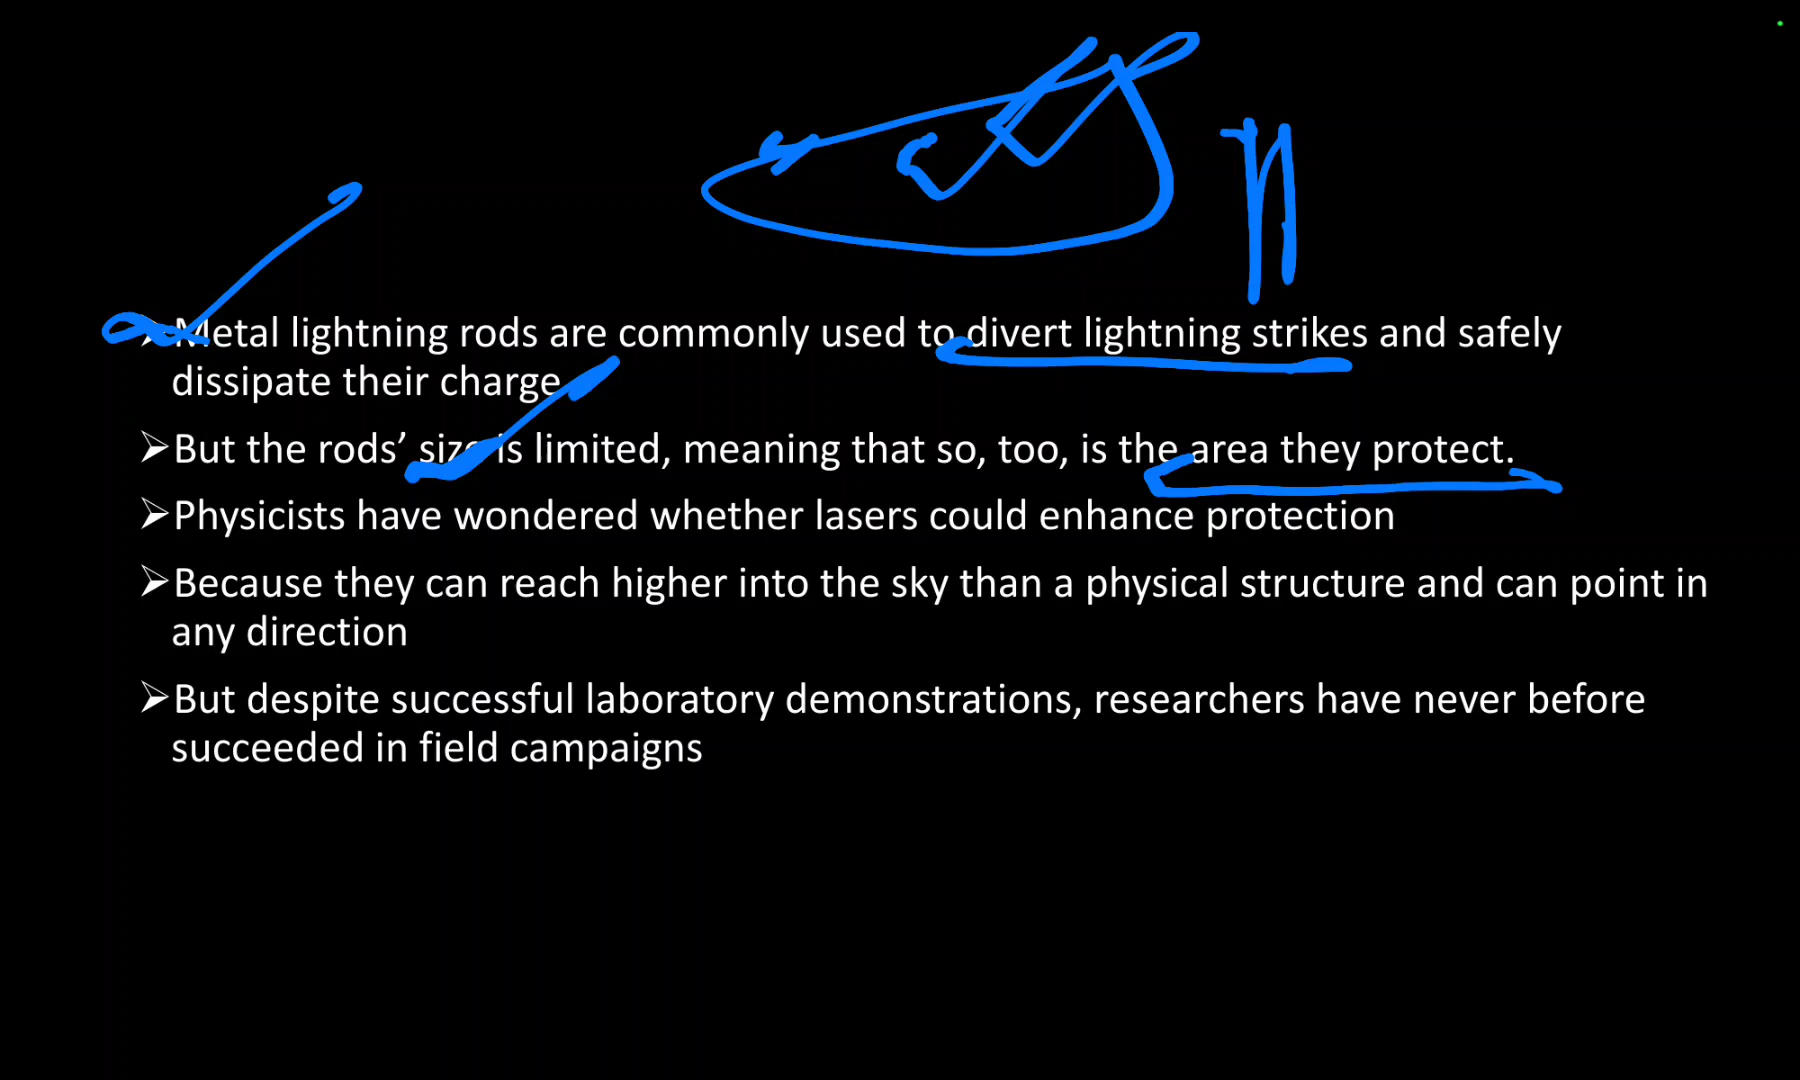 ➢Metal lightning rods are commonly used to divert lightning strikes and safely
dissipate their charge
➢But the rods’ size is limited, meaning that so, too, is the area they protect.
➢Physicists have wondered whether lasers could enhance protection
➢Because they can reach higher into the sky than a physical structure and can point in
any direction
➢But despite successful laboratory demonstrations, researchers have never before
succeeded in field campaigns